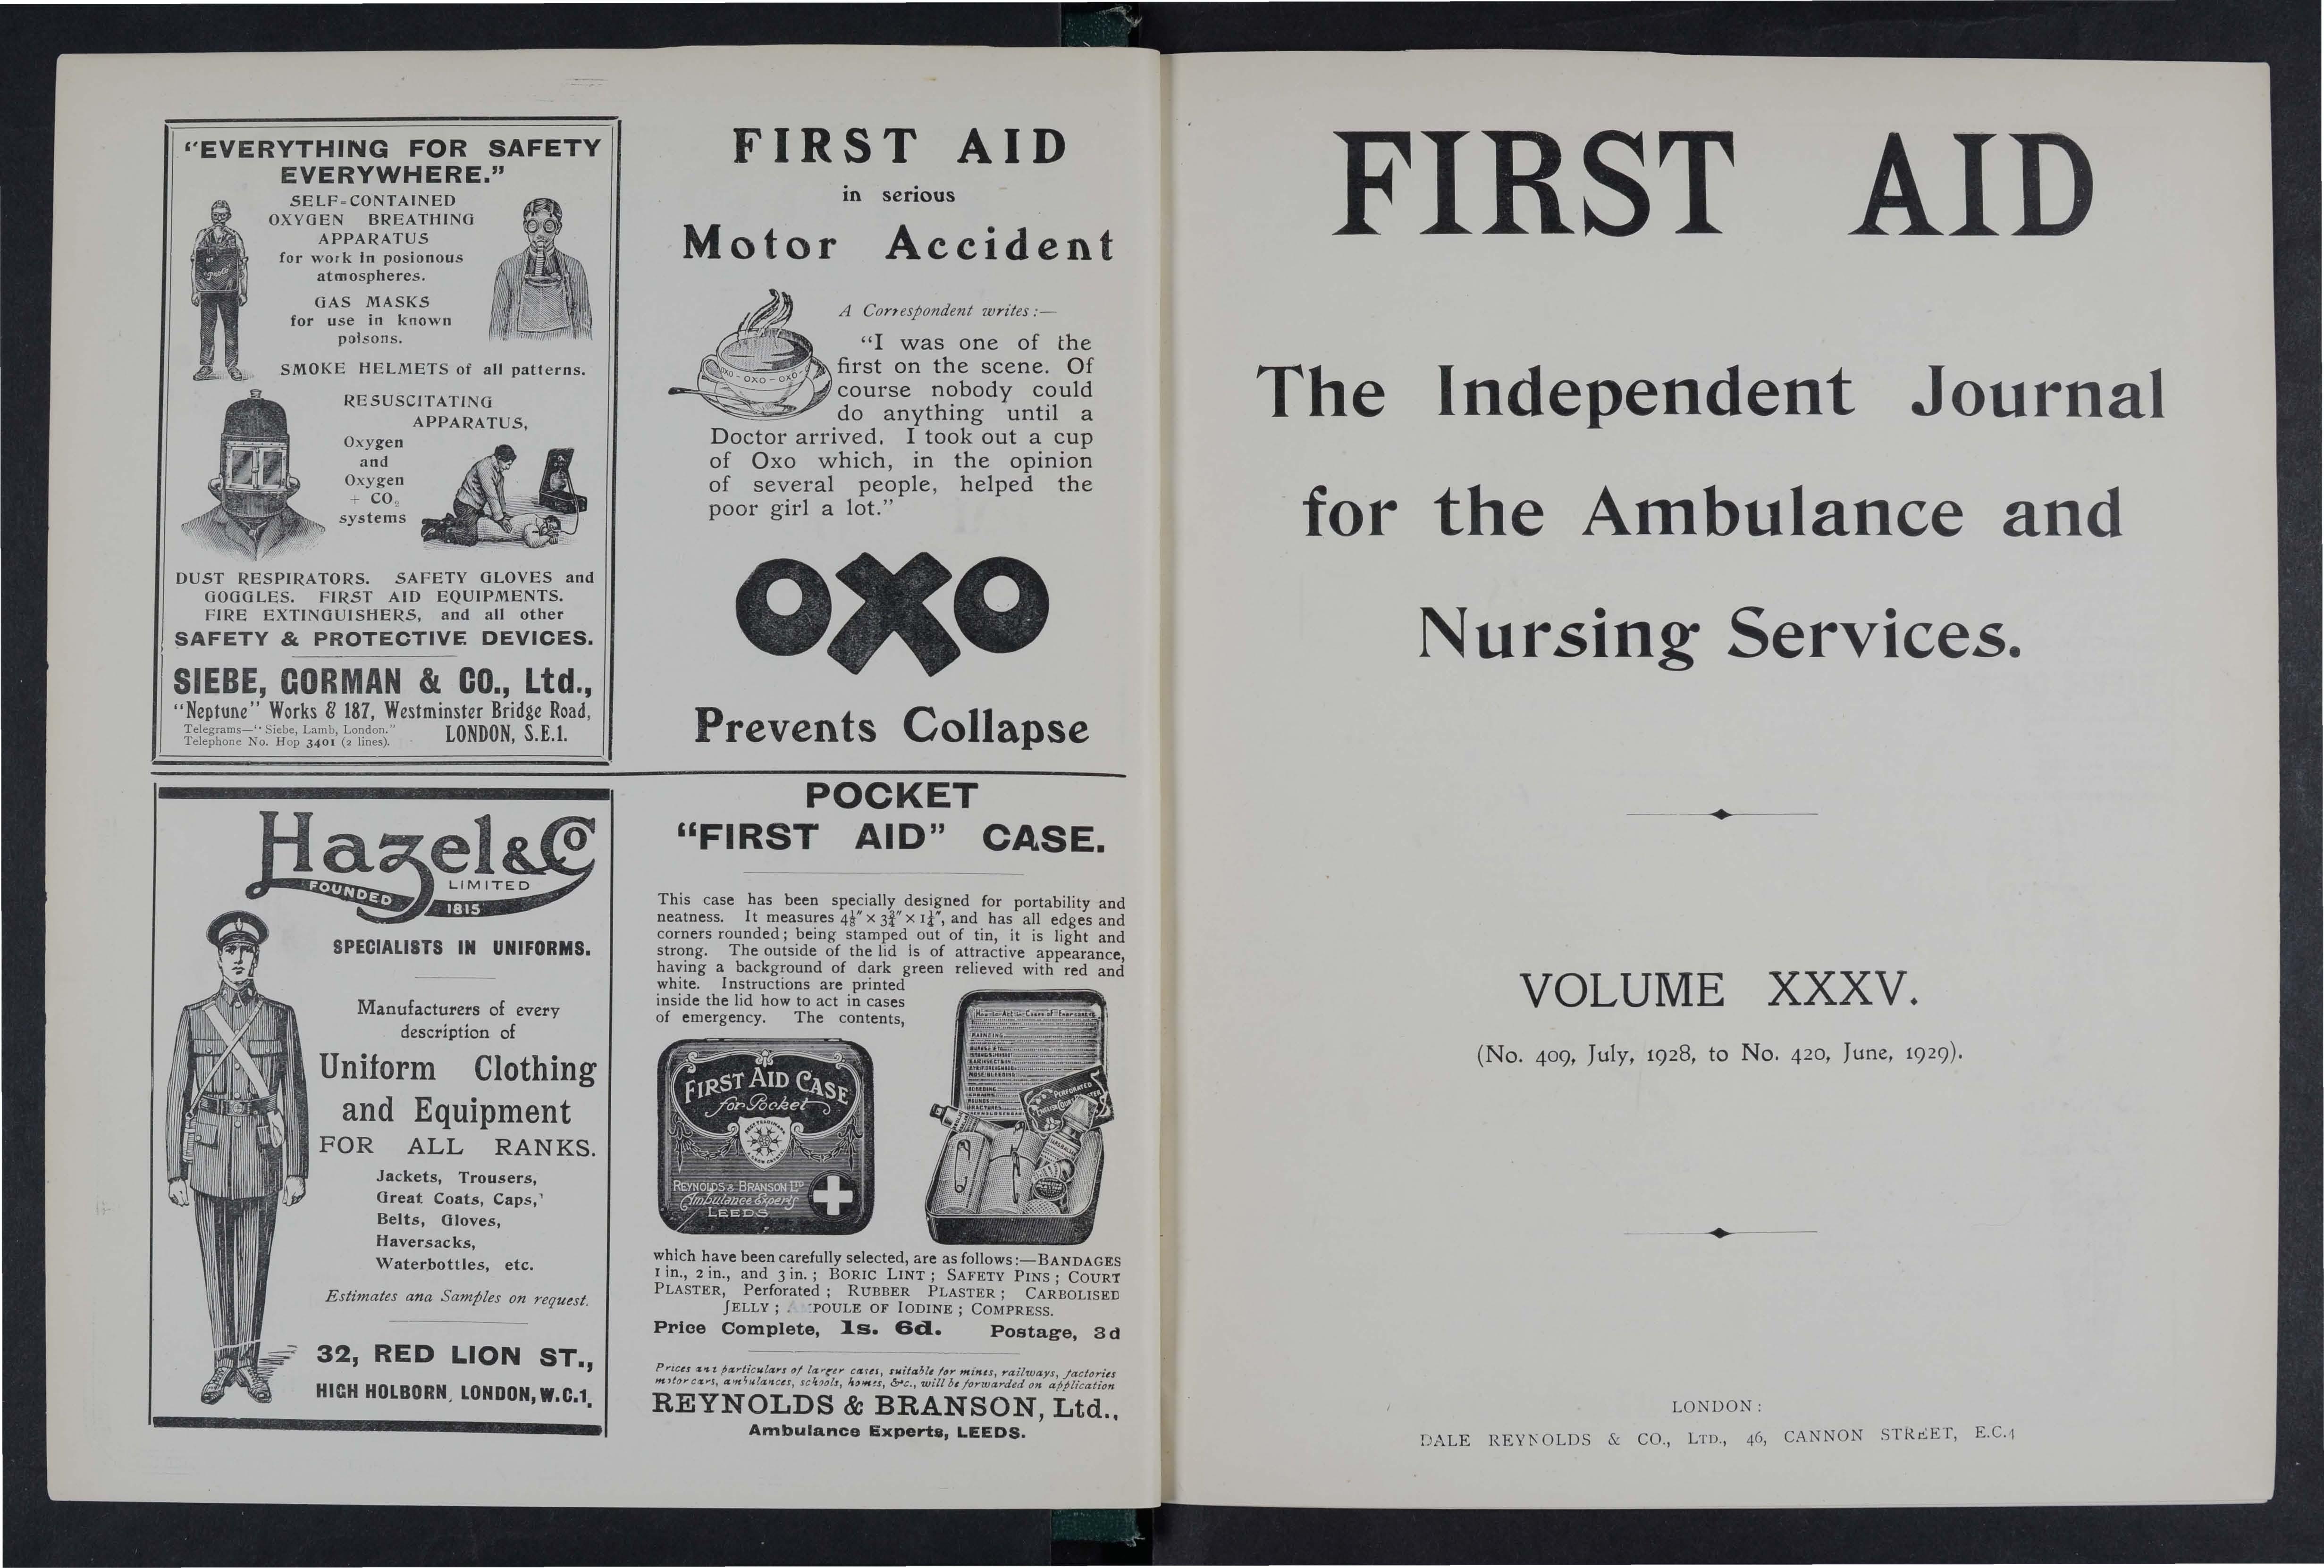 “EVERYTHING FOR SAFETY
EVERYWHERE.”
SELF-CONTAINED
OXYGEN BREATHING
APPARATUS
for work in posionous
atmospheres.
GAS MASKS
for use in known
poisons.
SMOKE HELMETS of all patterns.
RESUSCITATING
APPARATUS,
Oxygen
and
Oxygen
+ CO₂
systems
DUST RESPIRATORS. SAFETY GLOVES and
GOGGLES. FIRST AID EQUIPMENTS.
FIRE EXTINGUISHERS, and all other
SAFETY & PROTECTIVE DEVICES.
SIEBE, GORMAN & CO., Ltd.,
“Neptune” Works & 187, Westminster Bridge Road,
Telegrams—“Siebe, Lamb, London.”
Telephone No. Hop 3401 (2 lines).
LONDON, S.E.1.
FIRST AID
in serious
Motor Accident
A Correspondent writes:—
“I was one of the
first on the scene. Of
course nobody could
do anything until a
Doctor arrived. I took out a cup
of Oxo which, in the opinion
of several people, helped the
poor girl a lot.”
OXO - OXO - OXO
OXO
Prevents Collapse
Hazel & Co
LIMITED
FOUNDED 1815
SPECIALISTS IN UNIFORMS.
Manufacturers of every
description of
Uniform Clothing
and Equipment
FOR ALL RANKS.
Jackets, Trousers,
Great Coats, Caps,
Belts, Gloves,
Haversacks,
Waterbottles, etc.
Estimates and Samples on request.
32, RED LION ST.,
HIGH HOLBORN, LONDON, W.C.1.
POCKET
“FIRST AID” CASE.
This case has been specially designed for portability and
neatness. It measures 4⅛″ × 3¾″ × 1¼″, and has all edges and
corners rounded; being stamped out of tin, it is light and
strong. The outside of the lid is of attractive appearance,
having a background of dark green relieved with red and
white. Instructions are printed
inside the lid how to act in cases
of emergency. The contents,
FIRST AID CASE
for Pocket
REYNOLDS & BRANSON LTD
Ambulance Experts
LEEDS
How to Act in Cases of Emergency
which have been carefully selected, are as follows:—BANDAGES
1 in., 2 in., and 3 in.; BORIC LINT; SAFETY PINS; COURT
PLASTER, Perforated; RUBBER PLASTER; CARBOLISED
JELLY; AMPOULE OF IODINE; COMPRESS.
Price Complete, 1s. 6d. Postage, 3d
Prices and particulars of larger cases, suitable for mines, railways, factories
motor cars, ambulances, schools, homes, &c., will be forwarded on application
REYNOLDS & BRANSON, Ltd.,
Ambulance Experts, LEEDS.
FIRST AID
The Independent Journal
for the Ambulance and
Nursing Services.
VOLUME XXXV.
(No. 409, July, 1928, to No. 420, June, 1929).
LONDON:
DALE REYNOLDS & CO., LTD., 46, CANNON STREET, E.C.4